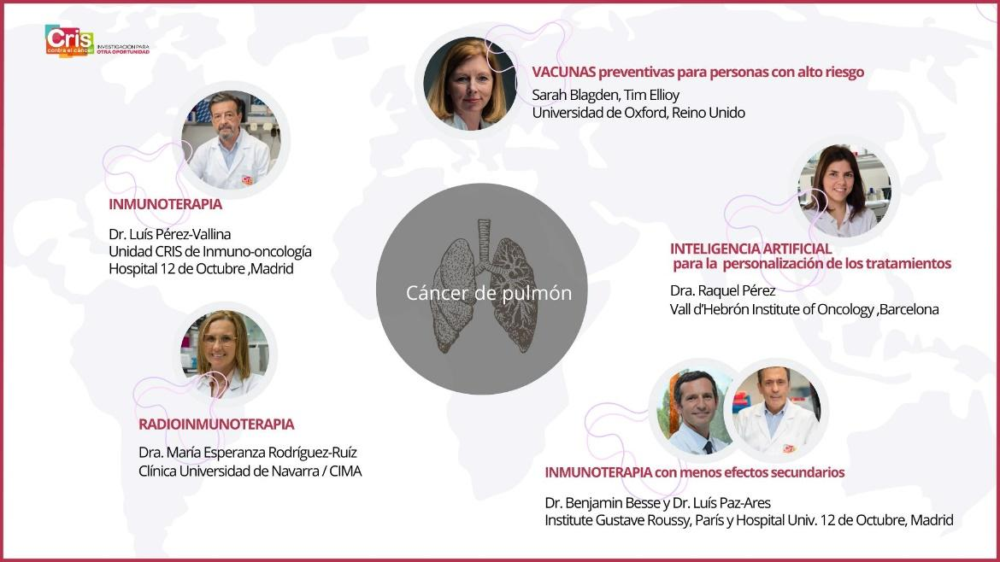 Cris
contra el cáncer
INVESTIGACIÓN PARA
OTRA OPORTUNIDAD
VACUNAS preventivas para personas con alto riesgo
Sarah Blagden, Tim Ellioy
Universidad de Oxford, Reino Unido
INMUNOTERAPIA
Dr. Luís Pérez-Vallina
Unidad CRIS de Inmuno-oncología
Hospital 12 de Octubre ,Madrid
INTELIGENCIA ARTIFICIAL
para la personalización de los tratamientos
Dra. Raquel Pérez
Vall d’Hebrón Institute of Oncology ,Barcelona
Cáncer de pulmón
RADIOINMUNOTERAPIA
Dra. María Esperanza Rodríguez-Ruíz
Clínica Universidad de Navarra / CIMA
INMUNOTERAPIA con menos efectos secundarios
Dr. Benjamin Besse y Dr. Luís Paz-Ares
Institute Gustave Roussy, París y Hospital Univ. 12 de Octubre, Madrid